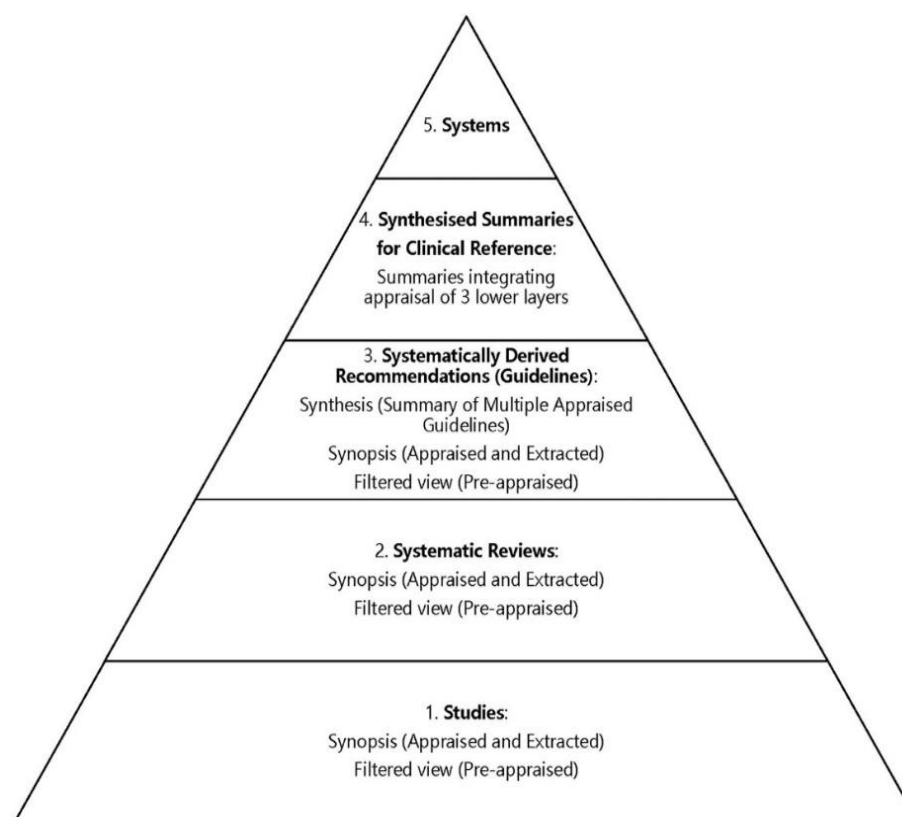 5. Systems
4. Synthesised Summaries
for Clinical Reference:
Summaries integrating
appraisal of 3 lower layers
3. Systematically Derived
Recommendations (Guidelines):
Synthesis (Summary of Multiple Appraised
Guidelines)
Synopsis (Appraised and Extracted)
Filtered view (Pre-appraised)
2. Systematic Reviews:
Synopsis (Appraised and Extracted)
Filtered view (Pre-appraised)
1. Studies:
Synopsis (Appraised and Extracted)
Filtered view (Pre-appraised)